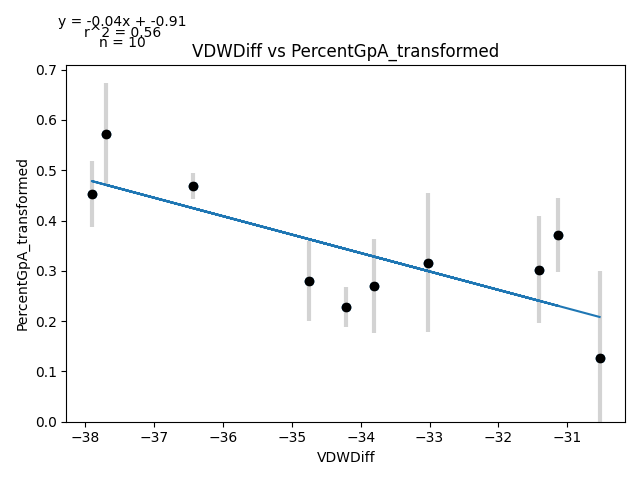 y = -0.04x + -0.91
r^2 = 0.56
n = 10
VDWDiff vs PercentGpA_transformed
0.7
0.6
0.5
0.4
0.3
0.2
0.1
0.0
PercentGpA_transformed
−38
−37
−36
−35
−34
−33
−32
−31
VDWDiff